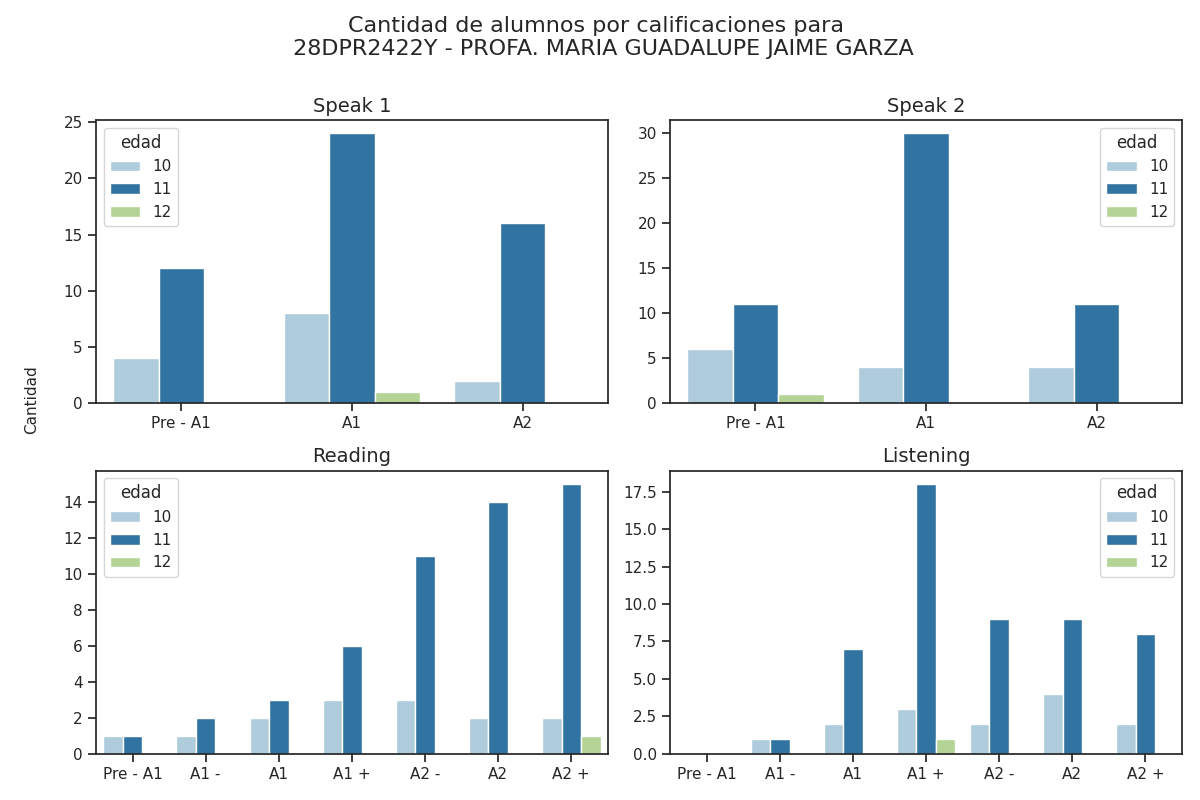 Cantidad de alumnos por calificaciones para
28DPR2422Y - PROFA. MARIA GUADALUPE JAIME GARZA
Cantidad
Speak 1
25
20
15
10
5
0
Pre - A1
A1
A2
edad
10
11
12
Speak 2
30
25
20
15
10
5
0
Pre - A1
A1
A2
edad
10
11
12
Reading
14
12
10
8
6
4
2
0
Pre - A1
A1 -
A1
A1 +
A2 -
A2
A2 +
edad
10
11
12
Listening
17.5
15.0
12.5
10.0
7.5
5.0
2.5
0.0
Pre - A1
A1 -
A1
A1 +
A2 -
A2
A2 +
edad
10
11
12